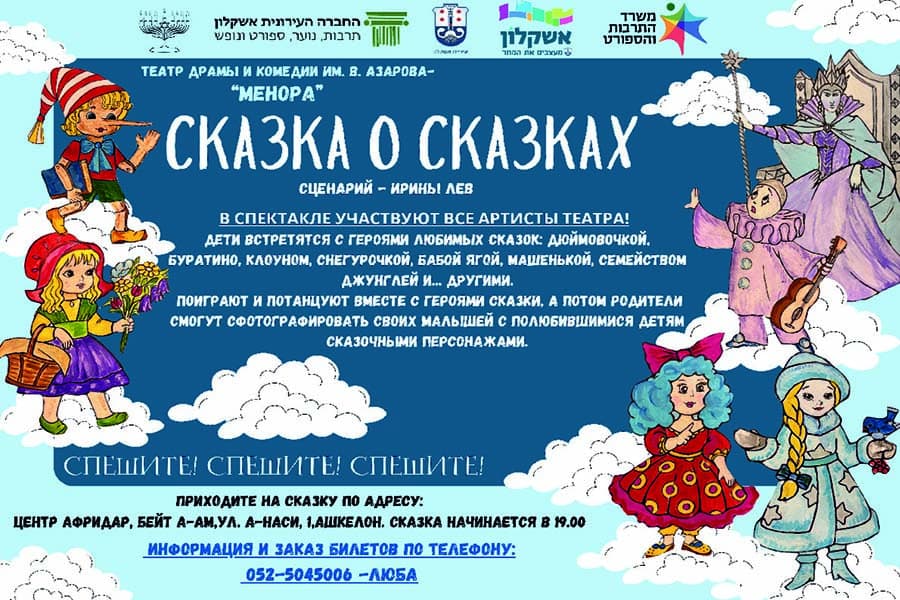 החברה העירונית אשקלון
תרבות, נוער, ספורט ונופש
אשקלון
מעצבים את המחר
משרד
התרבות
והספורט
ТЕАТР ДРАМЫ И КОМЕДИИ ИМ. В. АЗАРОВА-
"МЕНОРА"
СКАЗКА О СКАЗКАХ
СЦЕНАРИЙ - ИРИНЫ ЛЕВ
В СПЕКТАКЛЕ УЧАСТВУЮТ ВСЕ АРТИСТЫ ТЕАТРА!
ДЕТИ ВСТРЕТЯТСЯ С ГЕРОЯМИ ЛЮБИМЫХ СКАЗОК: ДЮЙМОВОЧКОЙ,
БУРАТИНО, КЛОУНОМ, СНЕГУРОЧКОЙ, БАБОЙ ЯГОЙ, МАШЕНЬКОЙ, СЕМЕЙСТВОМ
ДЖУНГЛЕЙ И... ДРУГИМИ.
ПОИГРАЮТ И ПОТАНЦУЮТ ВМЕСТЕ С ГЕРОЯМИ СКАЗКИ, А ПОТОМ РОДИТЕЛИ
СМОГУТ СФОТОГРАФИРОВАТЬ СВОИХ МАЛЫШЕЙ С ПОЛЮБИВШИМИСЯ ДЕТЯМ
СКАЗОЧНЫМИ ПЕРСОНАЖАМИ.
СПЕШИТЕ! СПЕШИТЕ! СПЕШИТЕ!
ПРИХОДИТЕ НА СКАЗКУ ПО АДРЕСУ:
ЦЕНТР АФРИДАР, БЕЙТ А-АМ,УЛ. А-НАСИ, 1,АШКЕЛОН. СКАЗКА НАЧИНАЕТСЯ В 19.00
ИНФОРМАЦИЯ И ЗАКАЗ БИЛЕТОВ ПО ТЕЛЕФОНУ:
052-5045006 -ЛЮБА